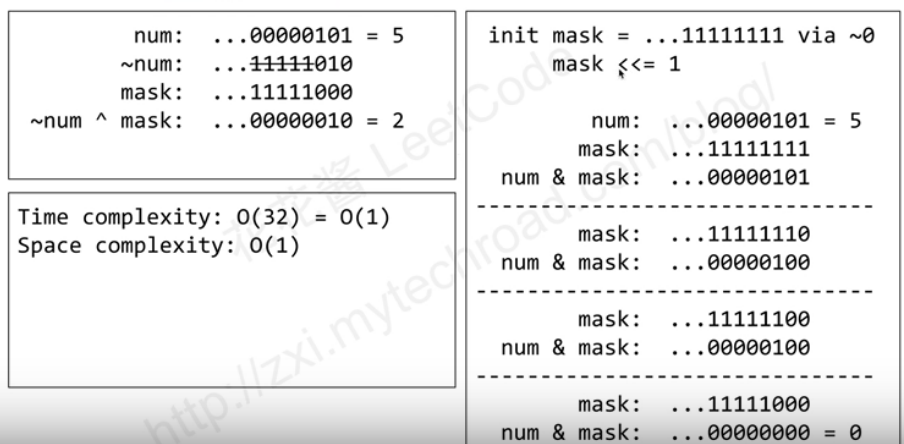 num: ...00000101 = 5
~num: ...11111010
mask: ...11111000
~num ^ mask: ...00000010 = 2
Time complexity: O(32) = O(1)
Space complexity: O(1)
init mask = ...11111111 via ~0
mask <<= 1
num: ...00000101 = 5
mask: ...11111111
num & mask: ...00000101
-------------------------------
mask: ...11111110
num & mask: ...00000100
-------------------------------
mask: ...11111100
num & mask: ...00000100
-------------------------------
mask: ...11111000
num & mask: ...00000000 = 0
花花酱 LeetCode
http://zxi.mytechroad.com/blog/